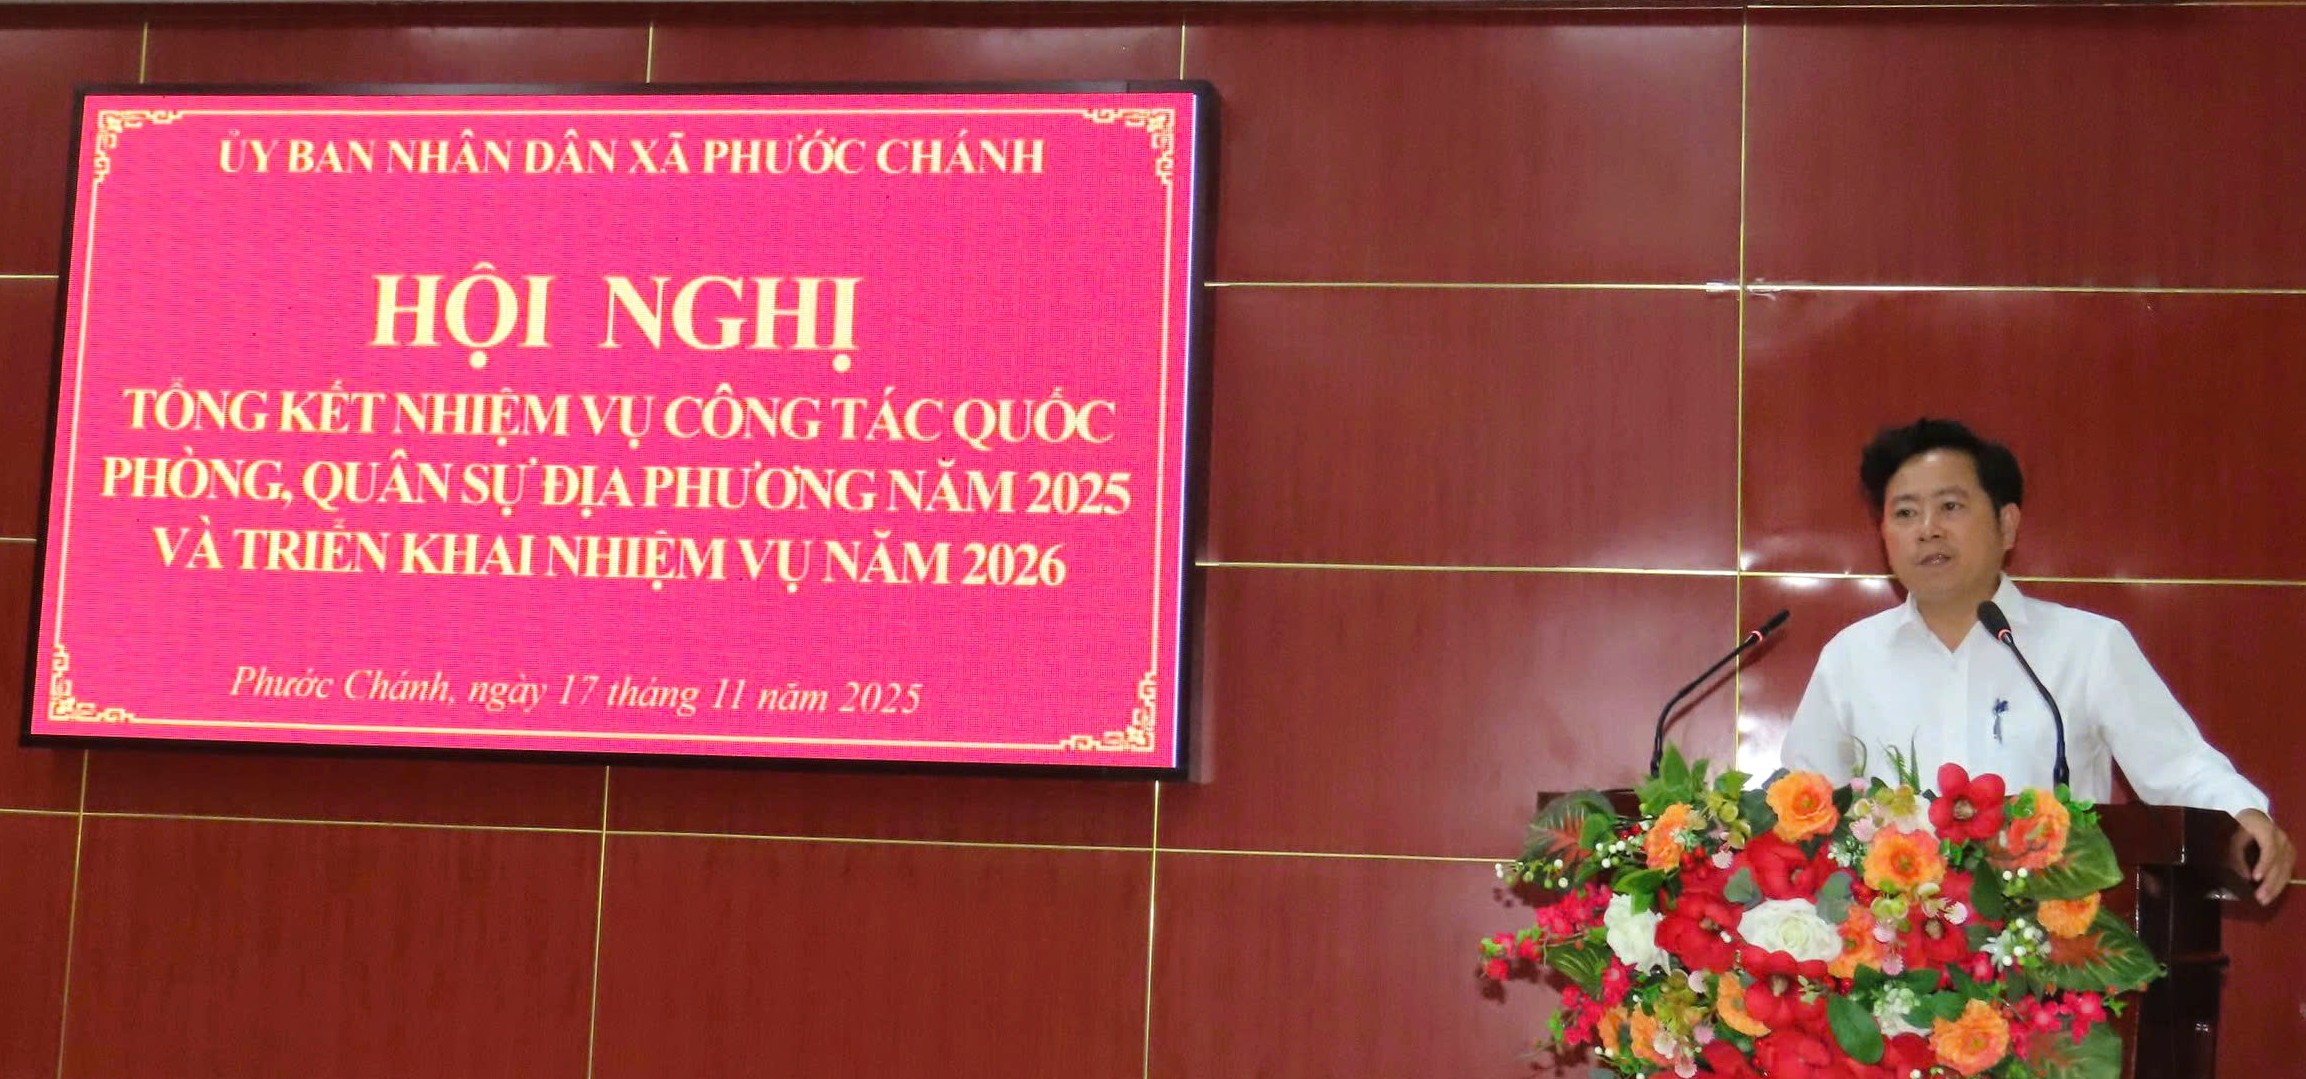 ỦY BAN NHÂN DÂN XÃ PHƯỚC CHÁNH
HỘI NGHỊ
TỔNG KẾT NHIỆM VỤ CÔNG TÁC QUỐC
PHÒNG, QUÂN SỰ ĐỊA PHƯƠNG NĂM 2025
VÀ TRIỂN KHAI NHIỆM VỤ NĂM 2026
Phước Chánh, ngày 17 tháng 11 năm 2025